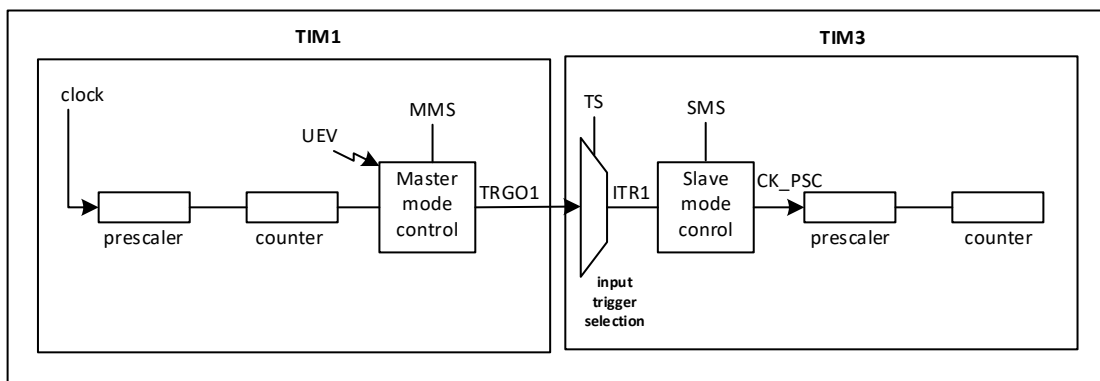 TIM1
TIM3
clock
MMS
TS
SMS
UEV
Master
mode
control
TRGO1
ITR1
Slave
mode
conrol
CK_PSC
prescaler
counter
prescaler
counter
input
trigger
selection